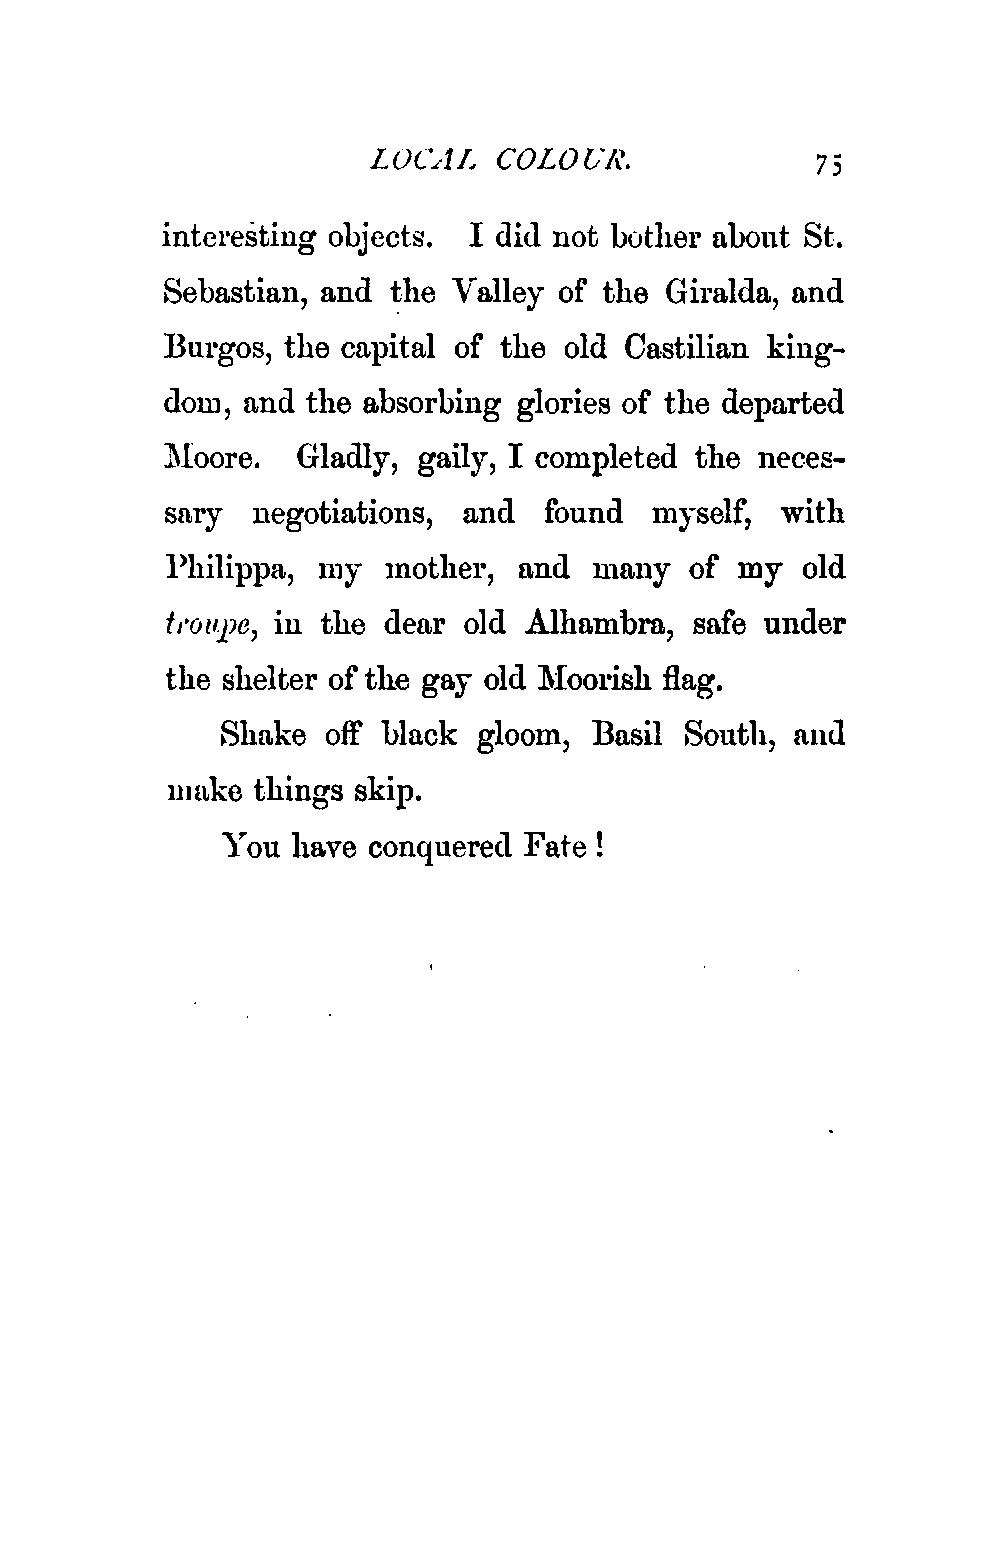 LOCAL COLOUR. 75
interesting objects. I did not bother about St.
Sebastian, and the Valley of the Giralda, and
Burgos, the capital of the old Castilian king-
dom, and the absorbing glories of the departed
Moore. Gladly, gaily, I completed the neces-
sary negotiations, and found myself, with
Philippa, my mother, and many of my old
troupe, in the dear old Alhambra, safe under
the shelter of the gay old Moorish flag.
Shake off black gloom, Basil South, and
make things skip.
You have conquered Fate !